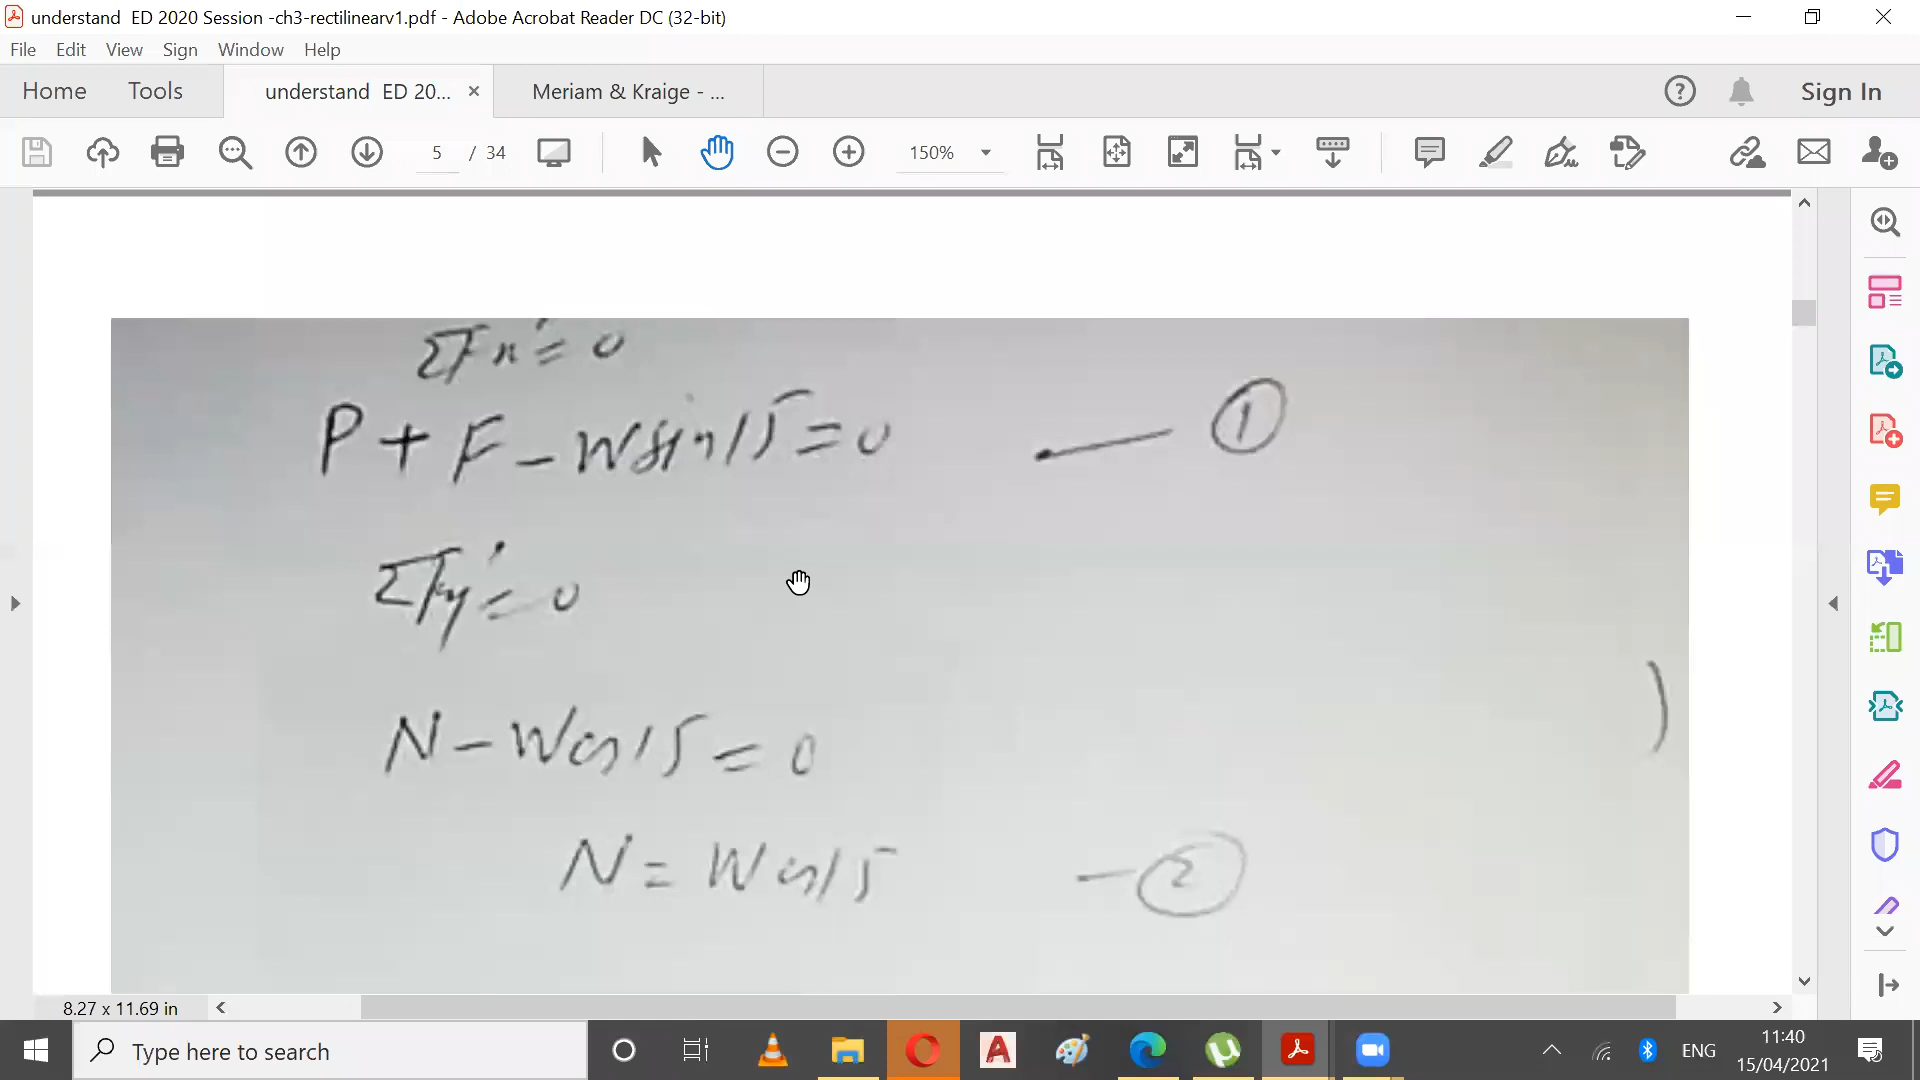 understand ED 2020 Session -ch3-rectilinearv1.pdf - Adobe Acrobat Reader DC (32-bit)
File Edit View Sign Window Help
Home Tools understand ED 20... × Meriam & Kraige - ... Sign In
5 / 34 150%
ΣFx'=0
P + F - W sin 15 = 0 — ①
ΣFy'=0
N - W cos 15 = 0
N = W cos 15 — ②
8.27 x 11.69 in
Type here to search
ENG
11:40
15/04/2021